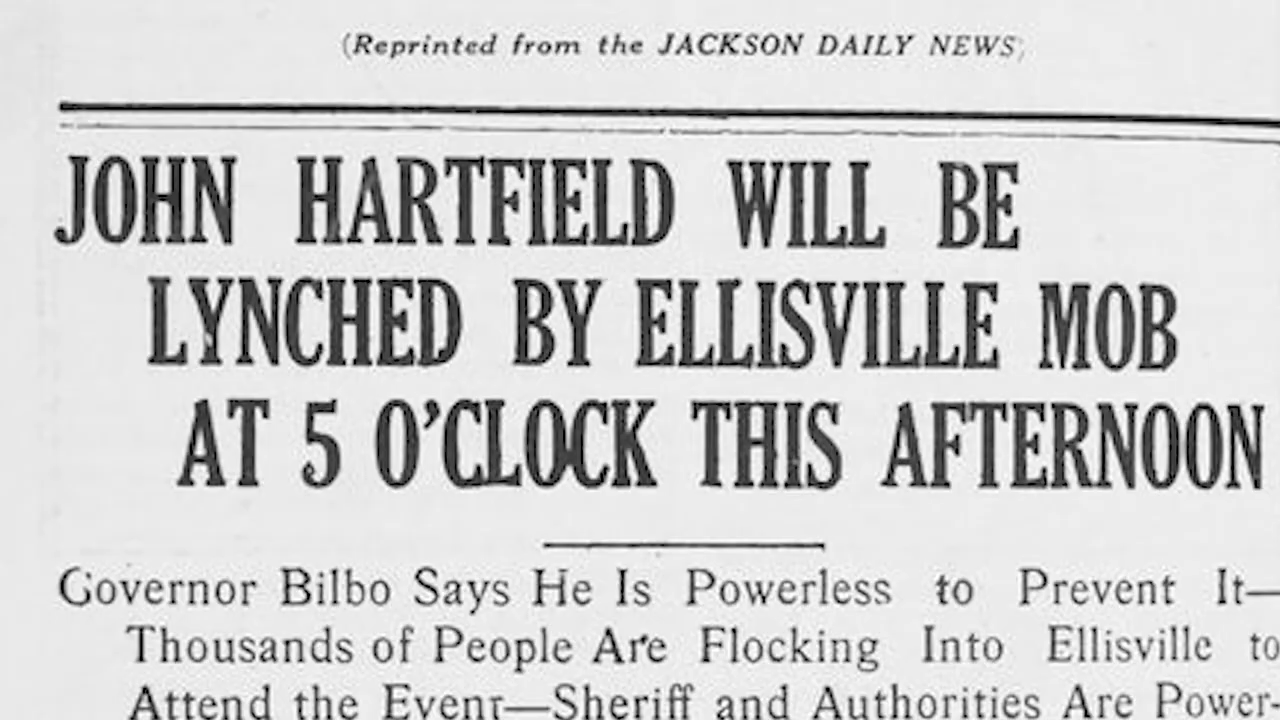 (Reprinted from the JACKSON DAILY NEWS)
JOHN HARTFIELD WILL BE
LYNCHED BY ELLISVILLE MOB
AT 5 O'CLOCK THIS AFTERNOON
Governor Bilbo Says He Is Powerless to Prevent It—
Thousands of People Are Flocking Into Ellisville to
Attend the Event—Sheriff and Authorities Are Power-